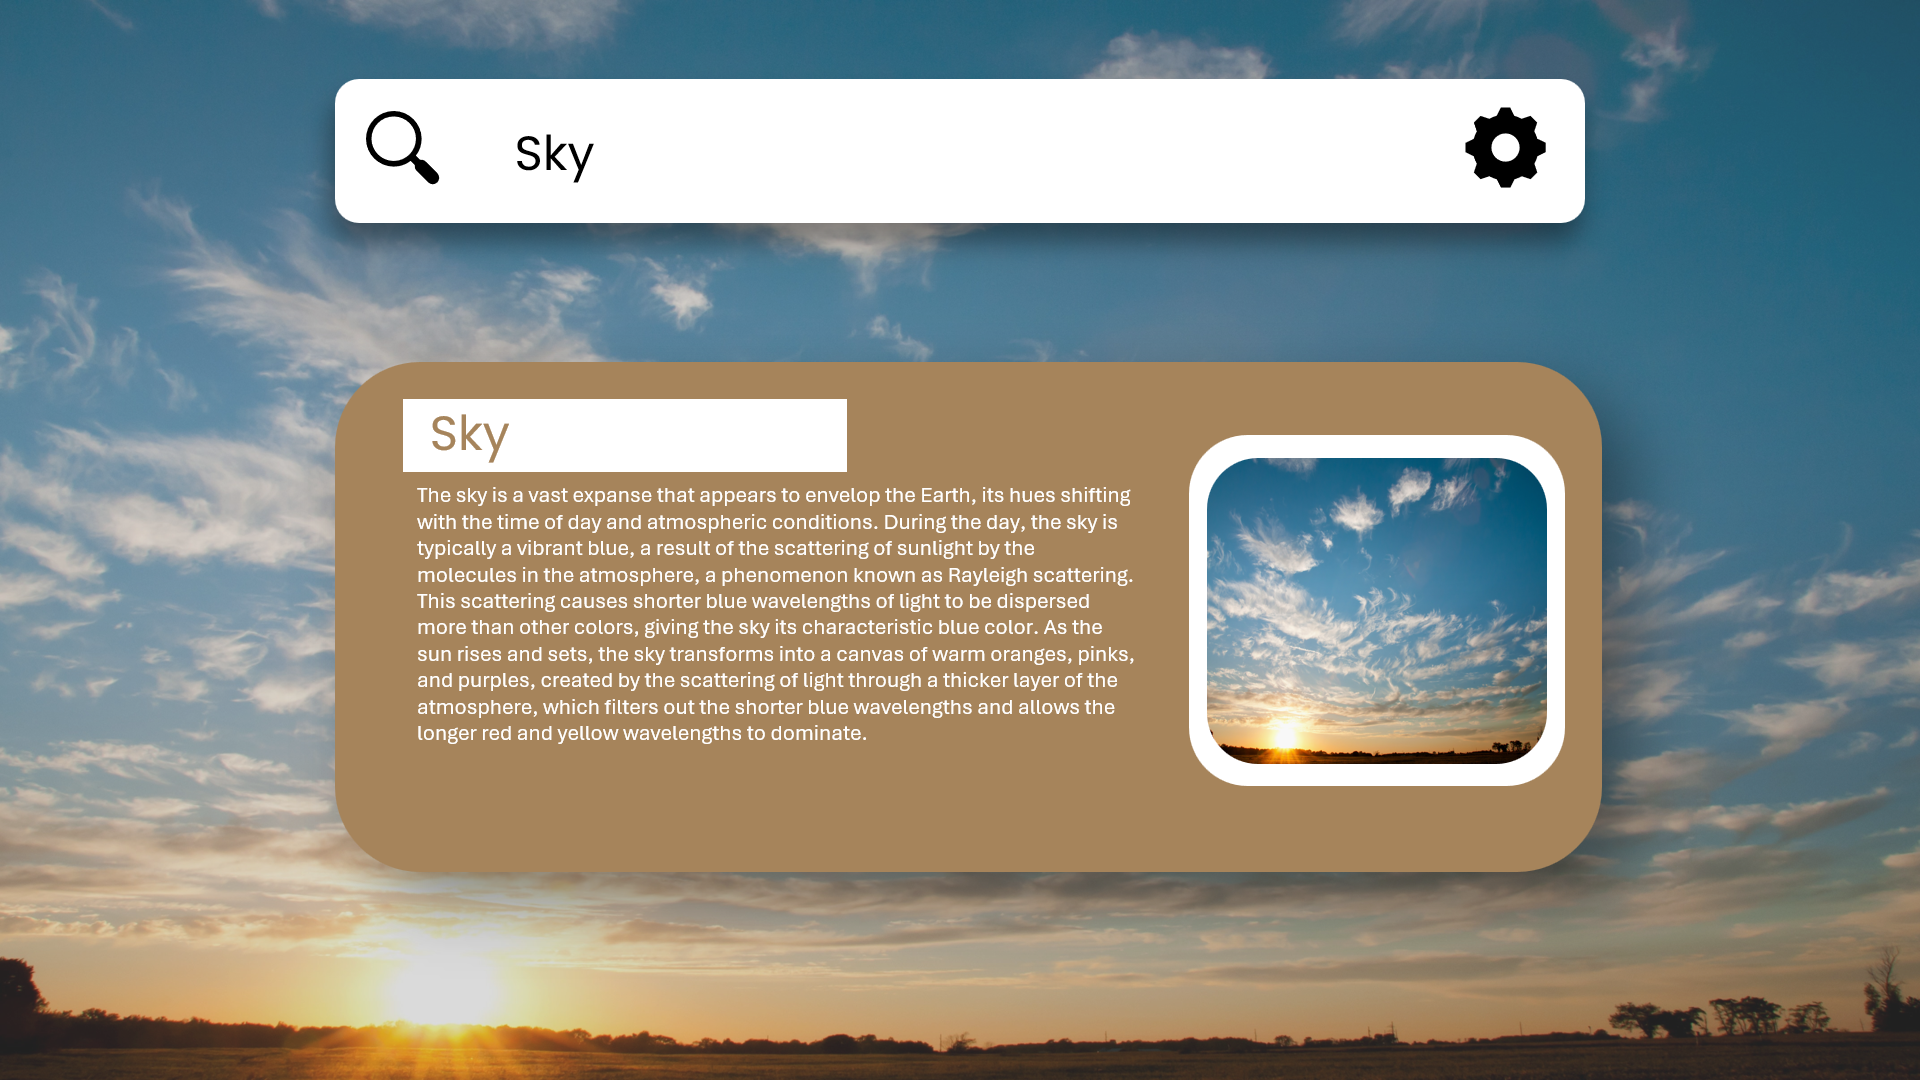 Sky
Sky
The sky is a vast expanse that appears to envelop the Earth, its hues shifting
with the time of day and atmospheric conditions. During the day, the sky is
typically a vibrant blue, a result of the scattering of sunlight by the
molecules in the atmosphere, a phenomenon known as Rayleigh scattering.
This scattering causes shorter blue wavelengths of light to be dispersed
more than other colors, giving the sky its characteristic blue color. As the
sun rises and sets, the sky transforms into a canvas of warm oranges, pinks,
and purples, created by the scattering of light through a thicker layer of the
atmosphere, which filters out the shorter blue wavelengths and allows the
longer red and yellow wavelengths to dominate.